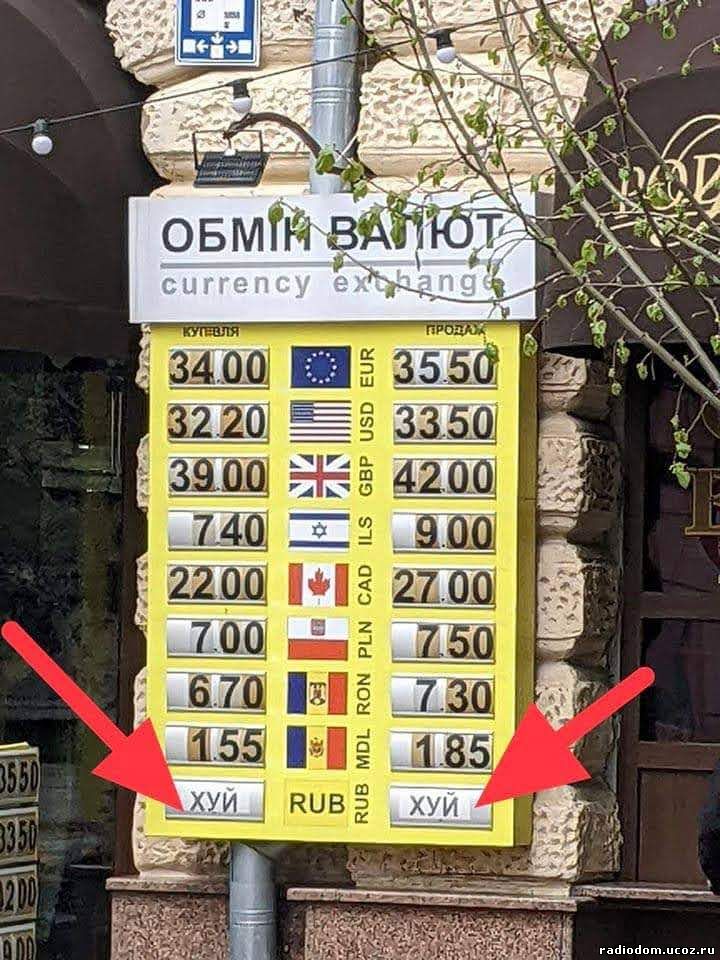 ОБМІН ВАЛЮТ
currency exchange
КУПІВЛЯ ПРОДАЖ
34.00 EUR 35.50
32.20 USD 33.50
39.00 GBP 42.00
7.40 ILS 9.00
22.00 CAD 27.00
7.00 PLN 7.50
6.70 RON 7.30
1.55 MDL 1.85
ХУЙ RUB RUB ХУЙ
3550
3350
radiodom.ucoz.ru